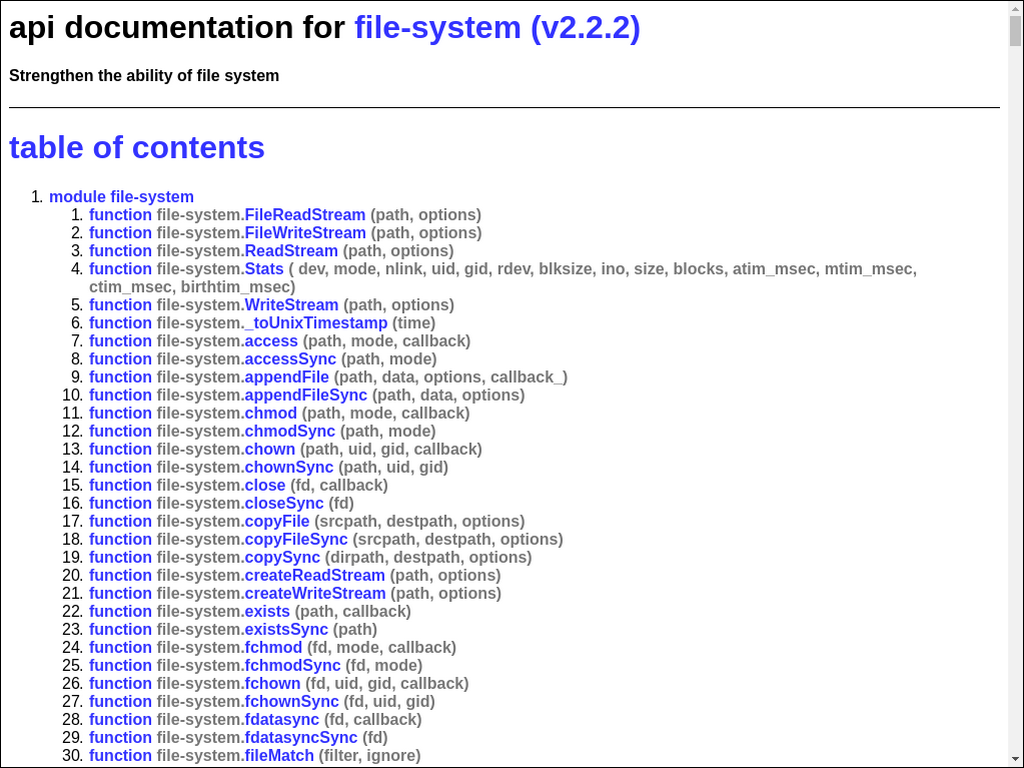 api documentation for file-system (v2.2.2)
Strengthen the ability of file system
table of contents
1. module file-system
1. function file-system.FileReadStream (path, options)
2. function file-system.FileWriteStream (path, options)
3. function file-system.ReadStream (path, options)
4. function file-system.Stats ( dev, mode, nlink, uid, gid, rdev, blksize, ino, size, blocks, atim_msec, mtim_msec,
ctim_msec, birthtim_msec)
5. function file-system.WriteStream (path, options)
6. function file-system._toUnixTimestamp (time)
7. function file-system.access (path, mode, callback)
8. function file-system.accessSync (path, mode)
9. function file-system.appendFile (path, data, options, callback_)
10. function file-system.appendFileSync (path, data, options)
11. function file-system.chmod (path, mode, callback)
12. function file-system.chmodSync (path, mode)
13. function file-system.chown (path, uid, gid, callback)
14. function file-system.chownSync (path, uid, gid)
15. function file-system.close (fd, callback)
16. function file-system.closeSync (fd)
17. function file-system.copyFile (srcpath, destpath, options)
18. function file-system.copyFileSync (srcpath, destpath, options)
19. function file-system.copySync (dirpath, destpath, options)
20. function file-system.createReadStream (path, options)
21. function file-system.createWriteStream (path, options)
22. function file-system.exists (path, callback)
23. function file-system.existsSync (path)
24. function file-system.fchmod (fd, mode, callback)
25. function file-system.fchmodSync (fd, mode)
26. function file-system.fchown (fd, uid, gid, callback)
27. function file-system.fchownSync (fd, uid, gid)
28. function file-system.fdatasync (fd, callback)
29. function file-system.fdatasyncSync (fd)
30. function file-system.fileMatch (filter, ignore)